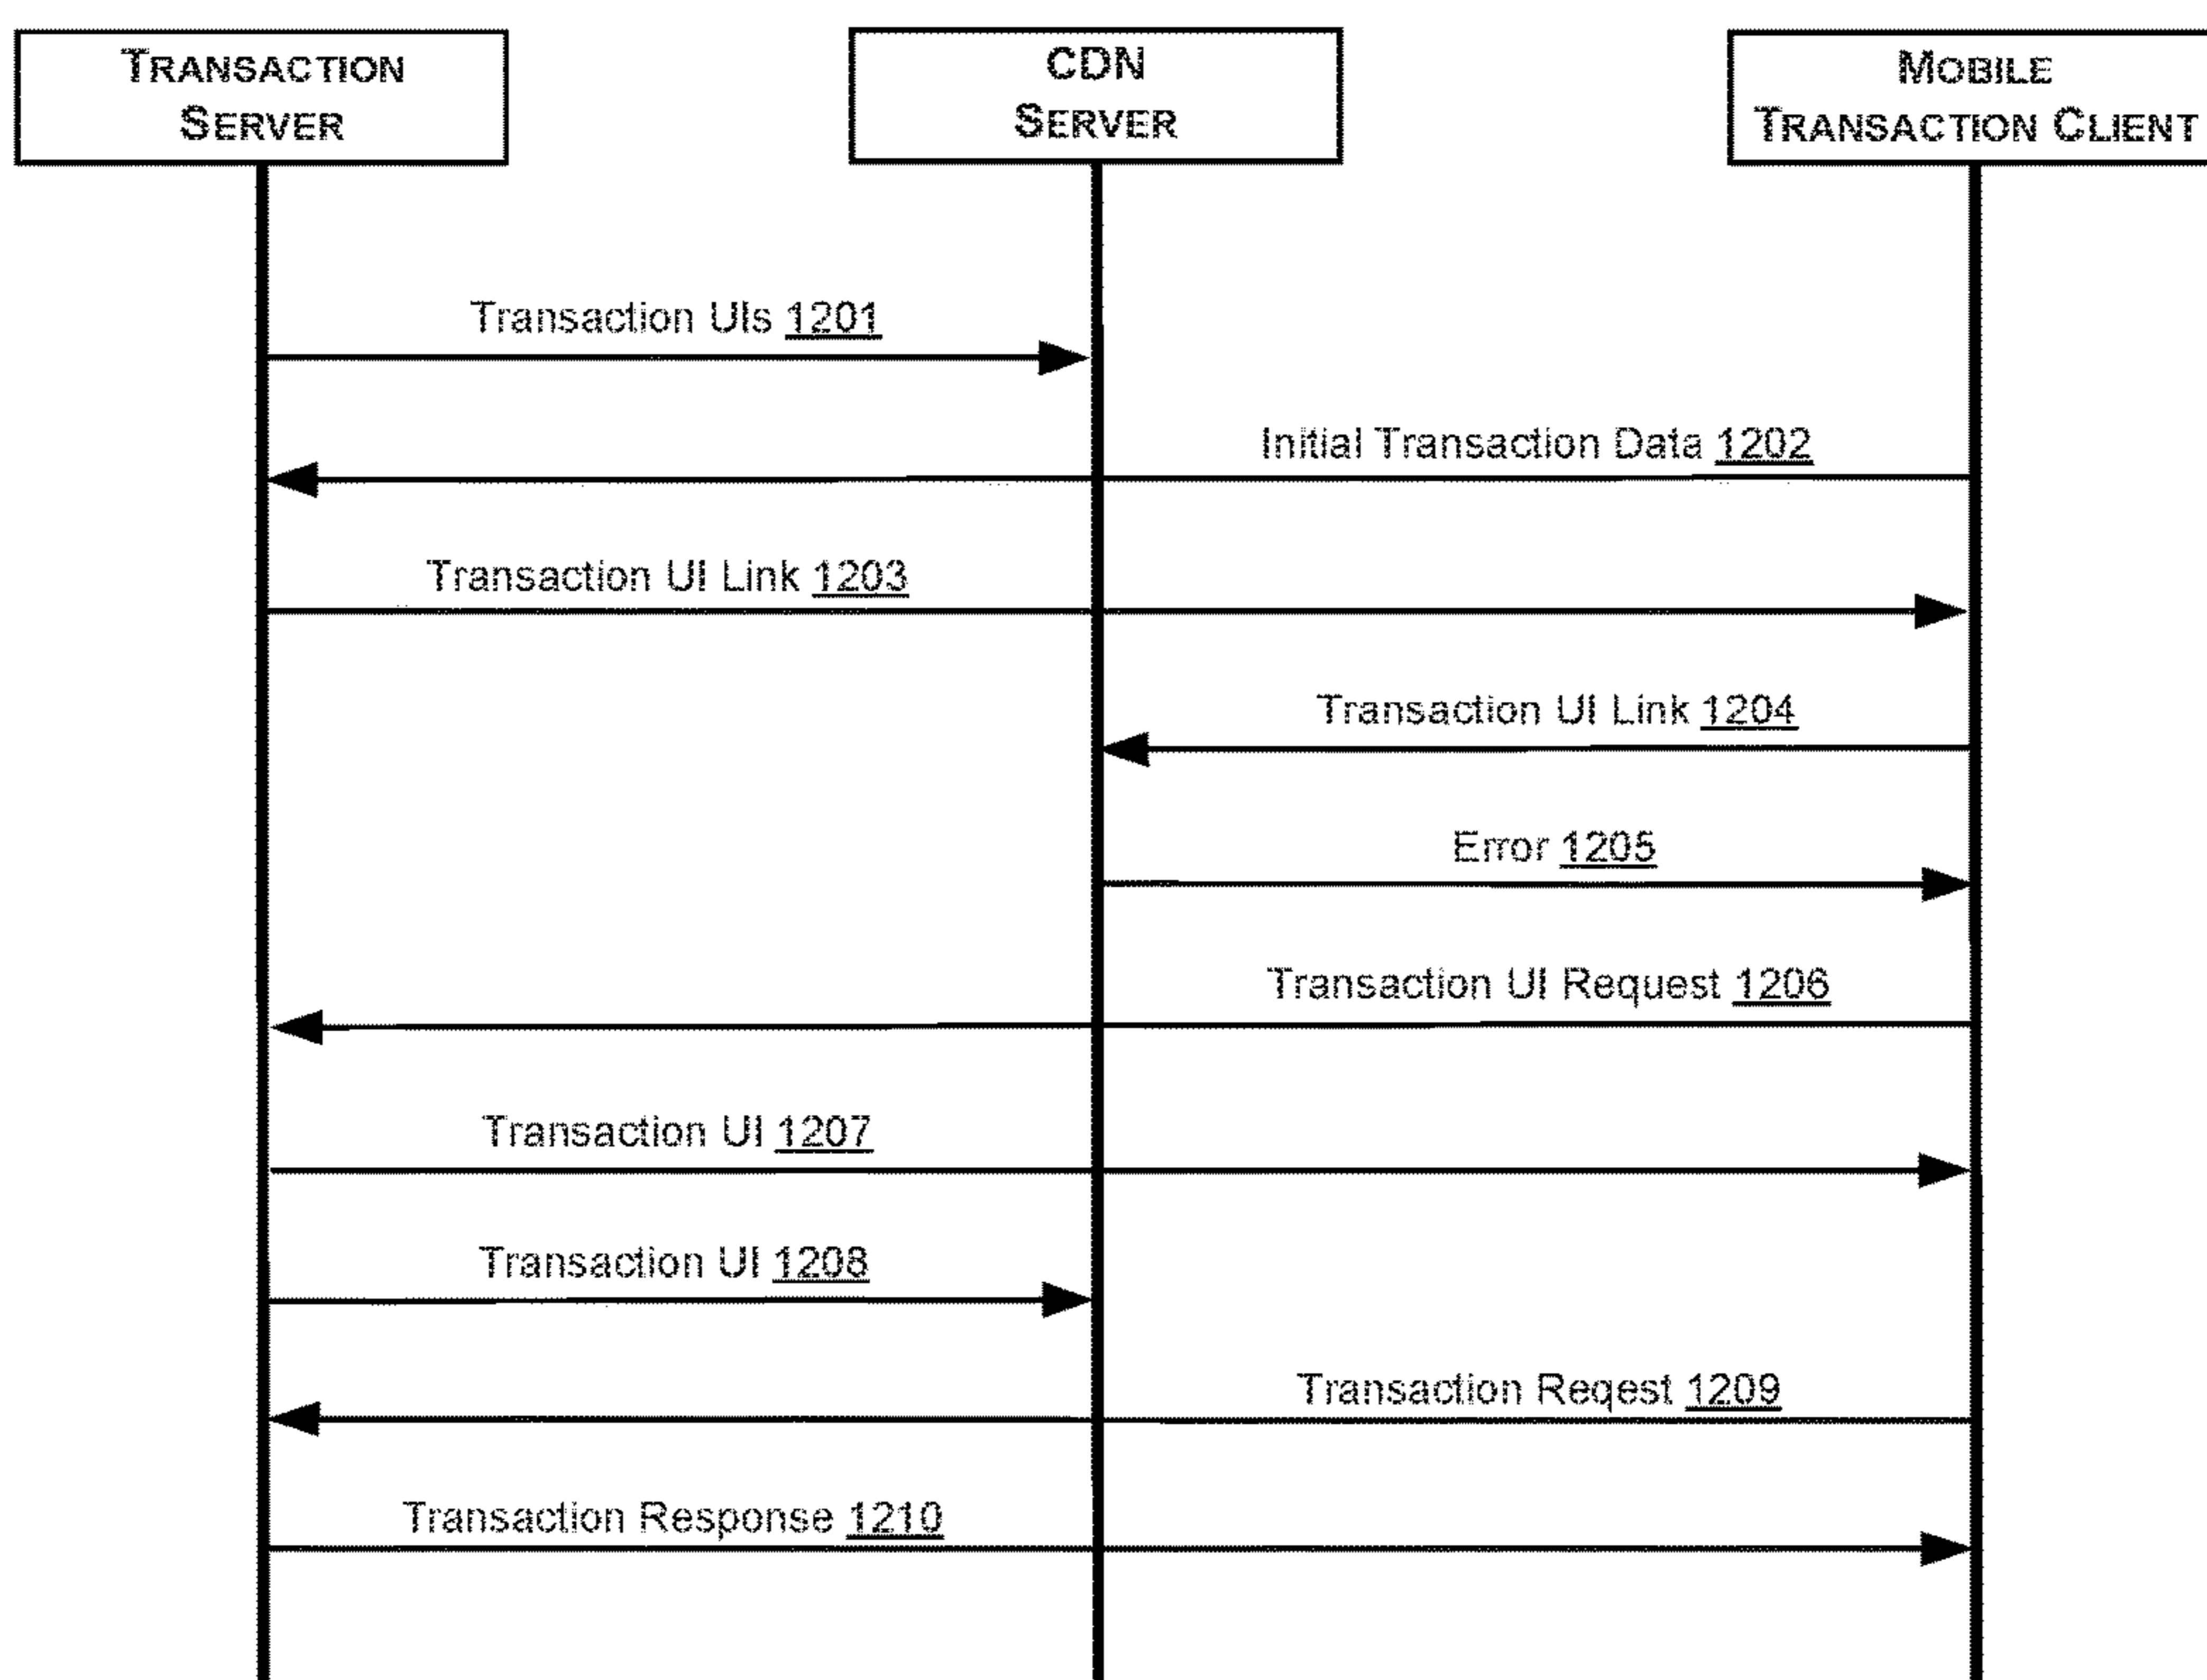 TRANSACTION
SERVER
CDN
SERVER
MOBILE
TRANSACTION CLIENT
Transaction UIs 1201
Initial Transaction Data 1202
Transaction UI Link 1203
Transaction UI Link 1204
Error 1205
Transaction UI Request 1206
Transaction UI 1207
Transaction UI 1208
Transaction Reqest 1209
Transaction Response 1210